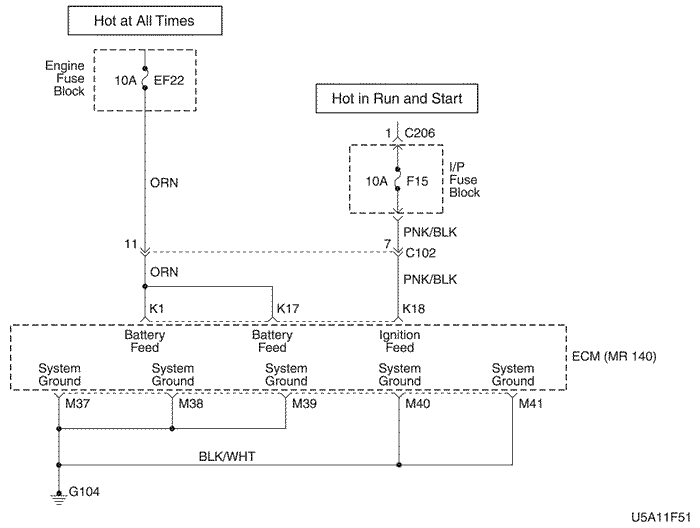 Hot at All Times
Engine
Fuse
Block
10A EF22
Hot in Run and Start
1 C206
10A F15
I/P
Fuse
Block
ORN
PNK/BLK
11
7
C102
ORN
PNK/BLK
K1
K17
K18
Battery
Feed
Battery
Feed
Ignition
Feed
ECM (MR 140)
System
Ground
System
Ground
System
Ground
System
Ground
System
Ground
M37
M38
M39
M40
M41
BLK/WHT
G104
U5A11F51